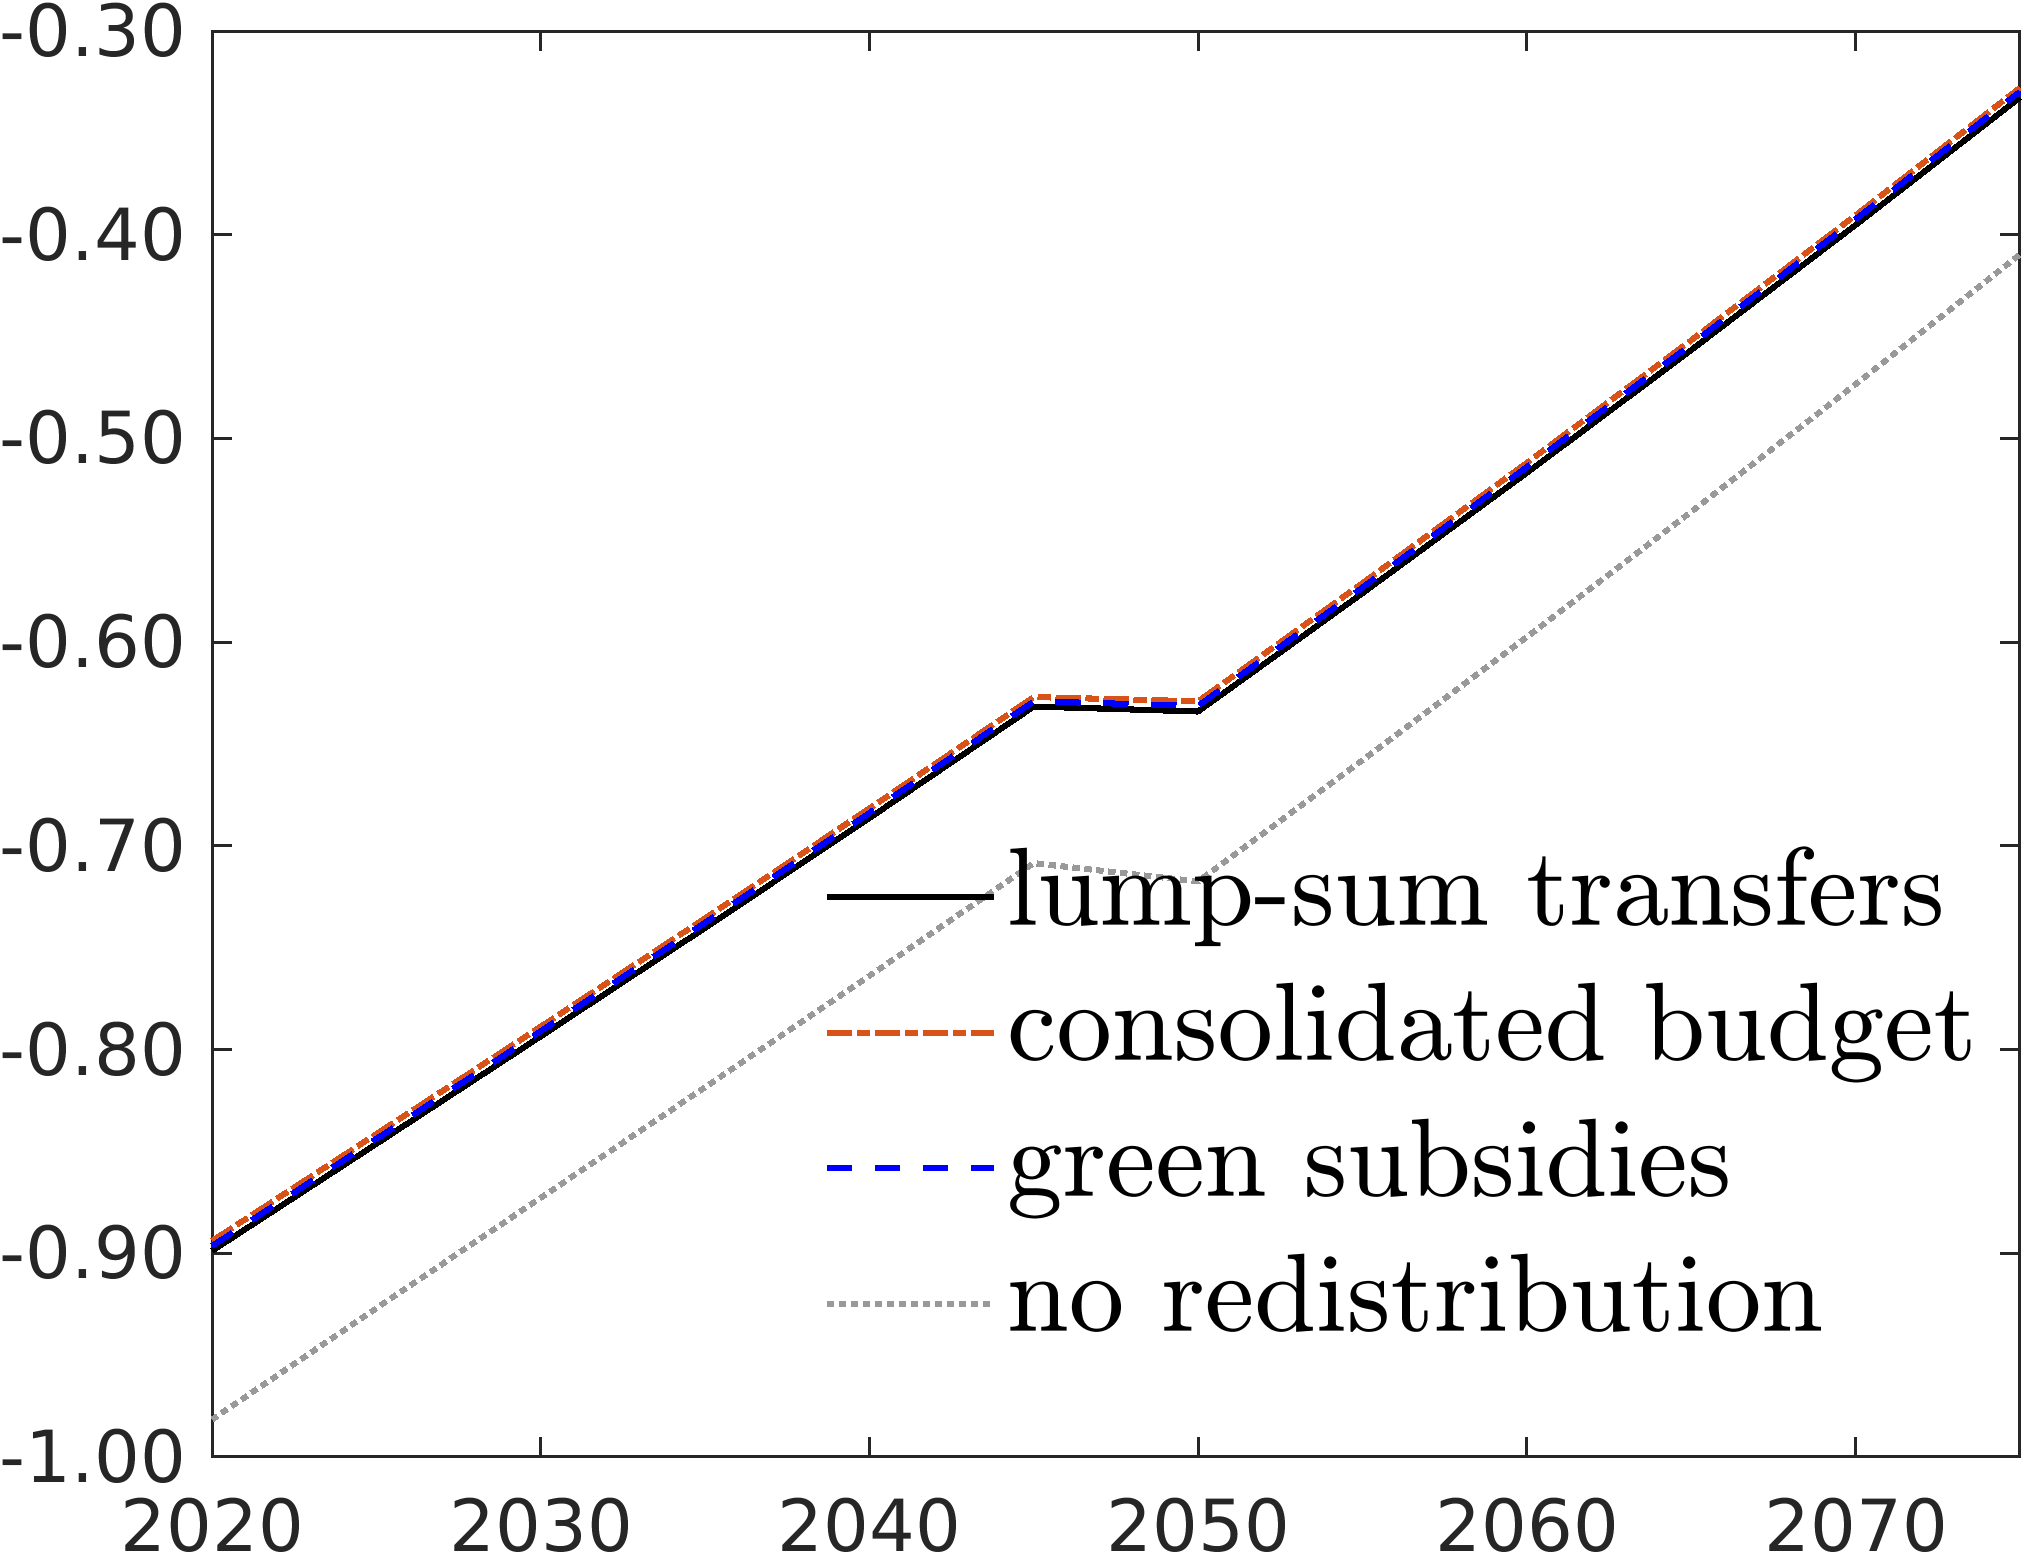 -0.30
-0.40
-0.50
-0.60
-0.70
-0.80
-0.90
-1.00
lump-sum transfers
consolidated budget
green subsidies
no redistribution
2020 2030 2040 2050 2060 2070